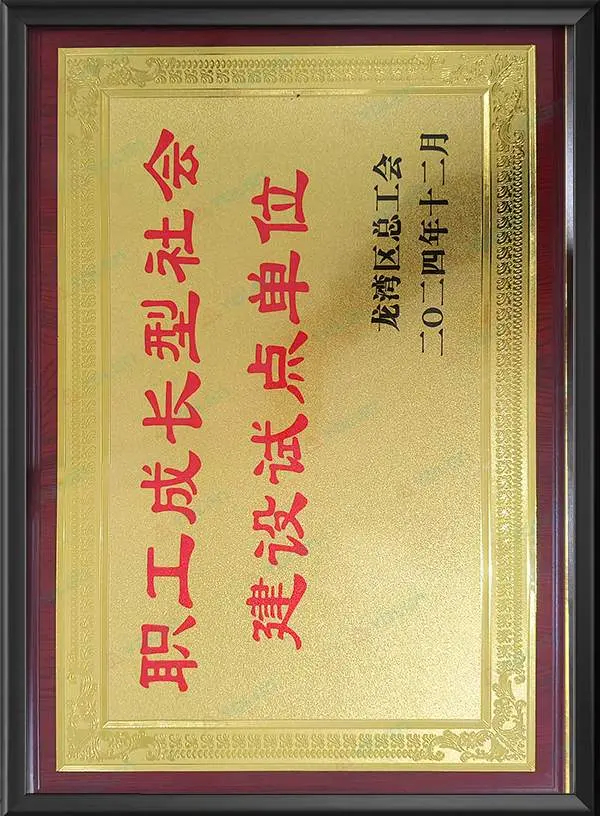 职工成长型社会
建设试点单位
龙湾区总工会
二〇二四年十二月